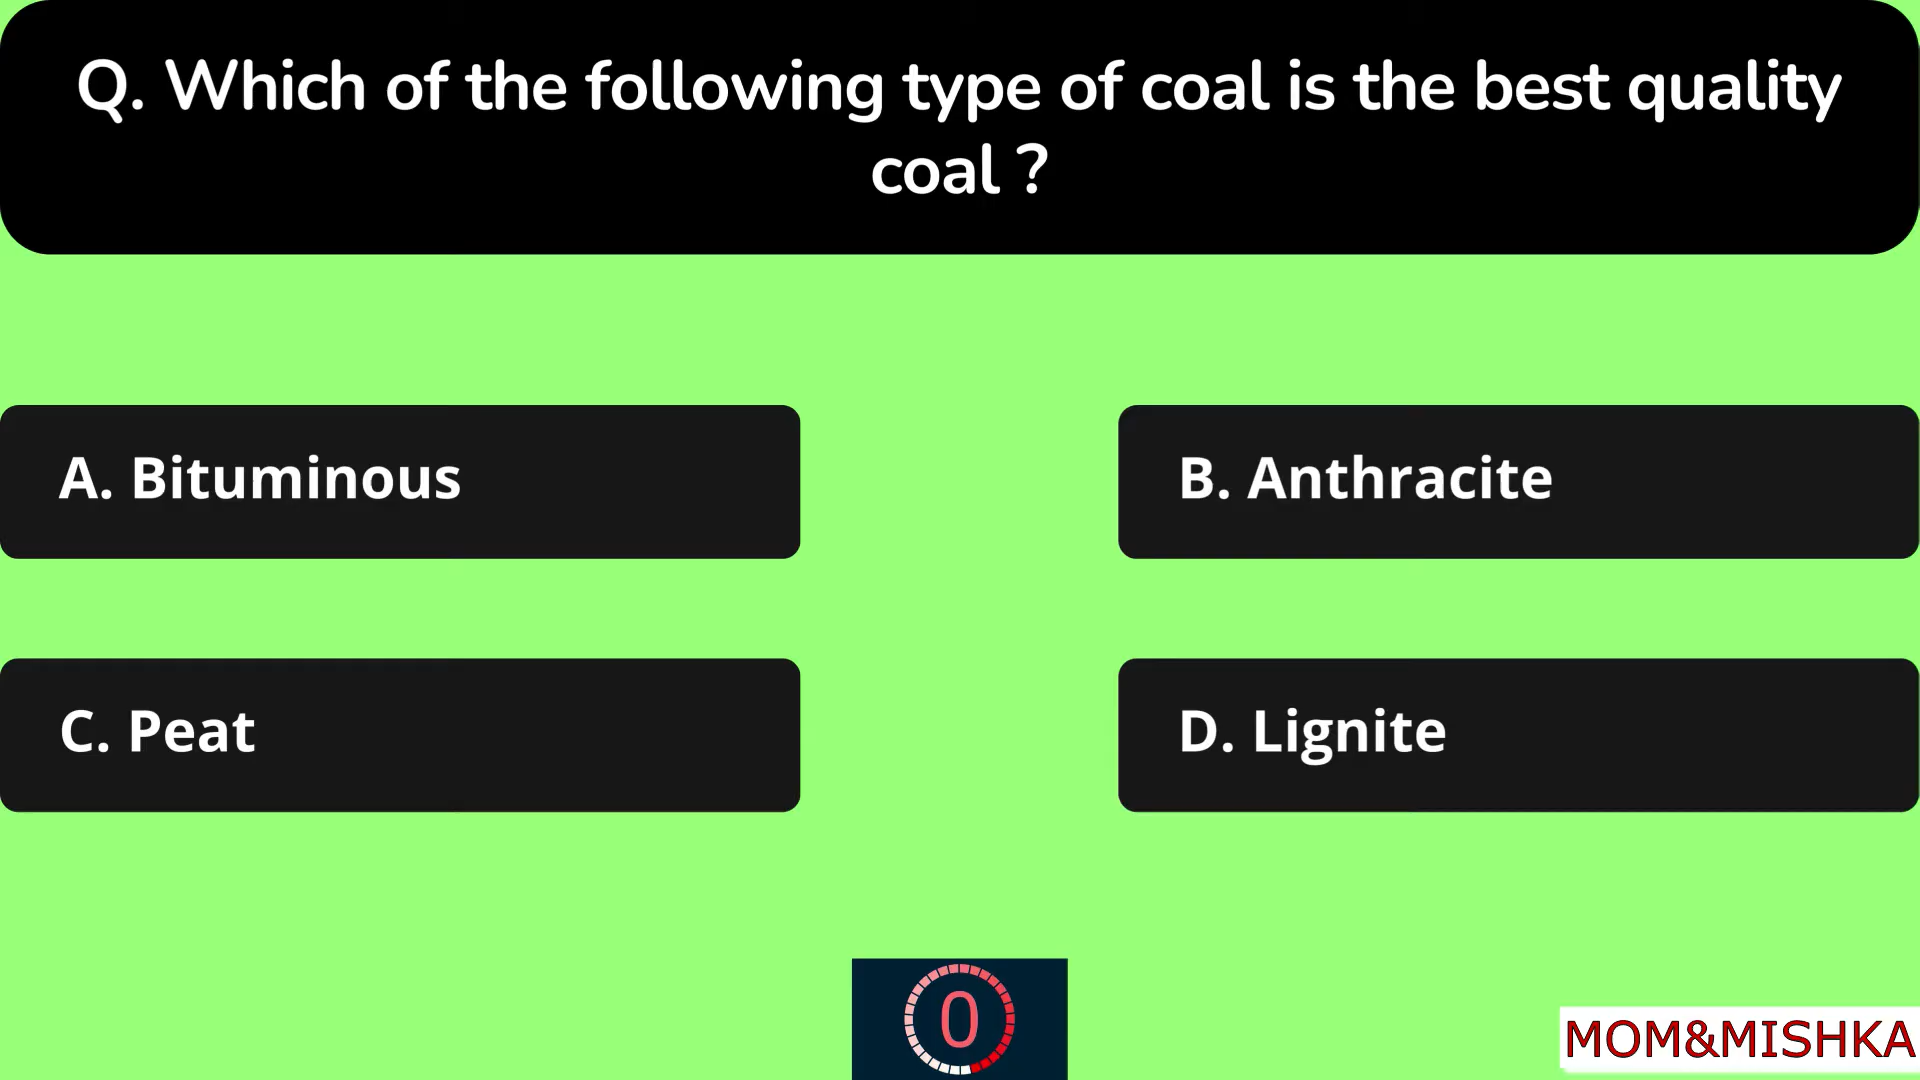 Q. Which of the following type of coal is the best quality
coal ?
A. Bituminous
B. Anthracite
C. Peat
D. Lignite
0
MOM&MISHKA